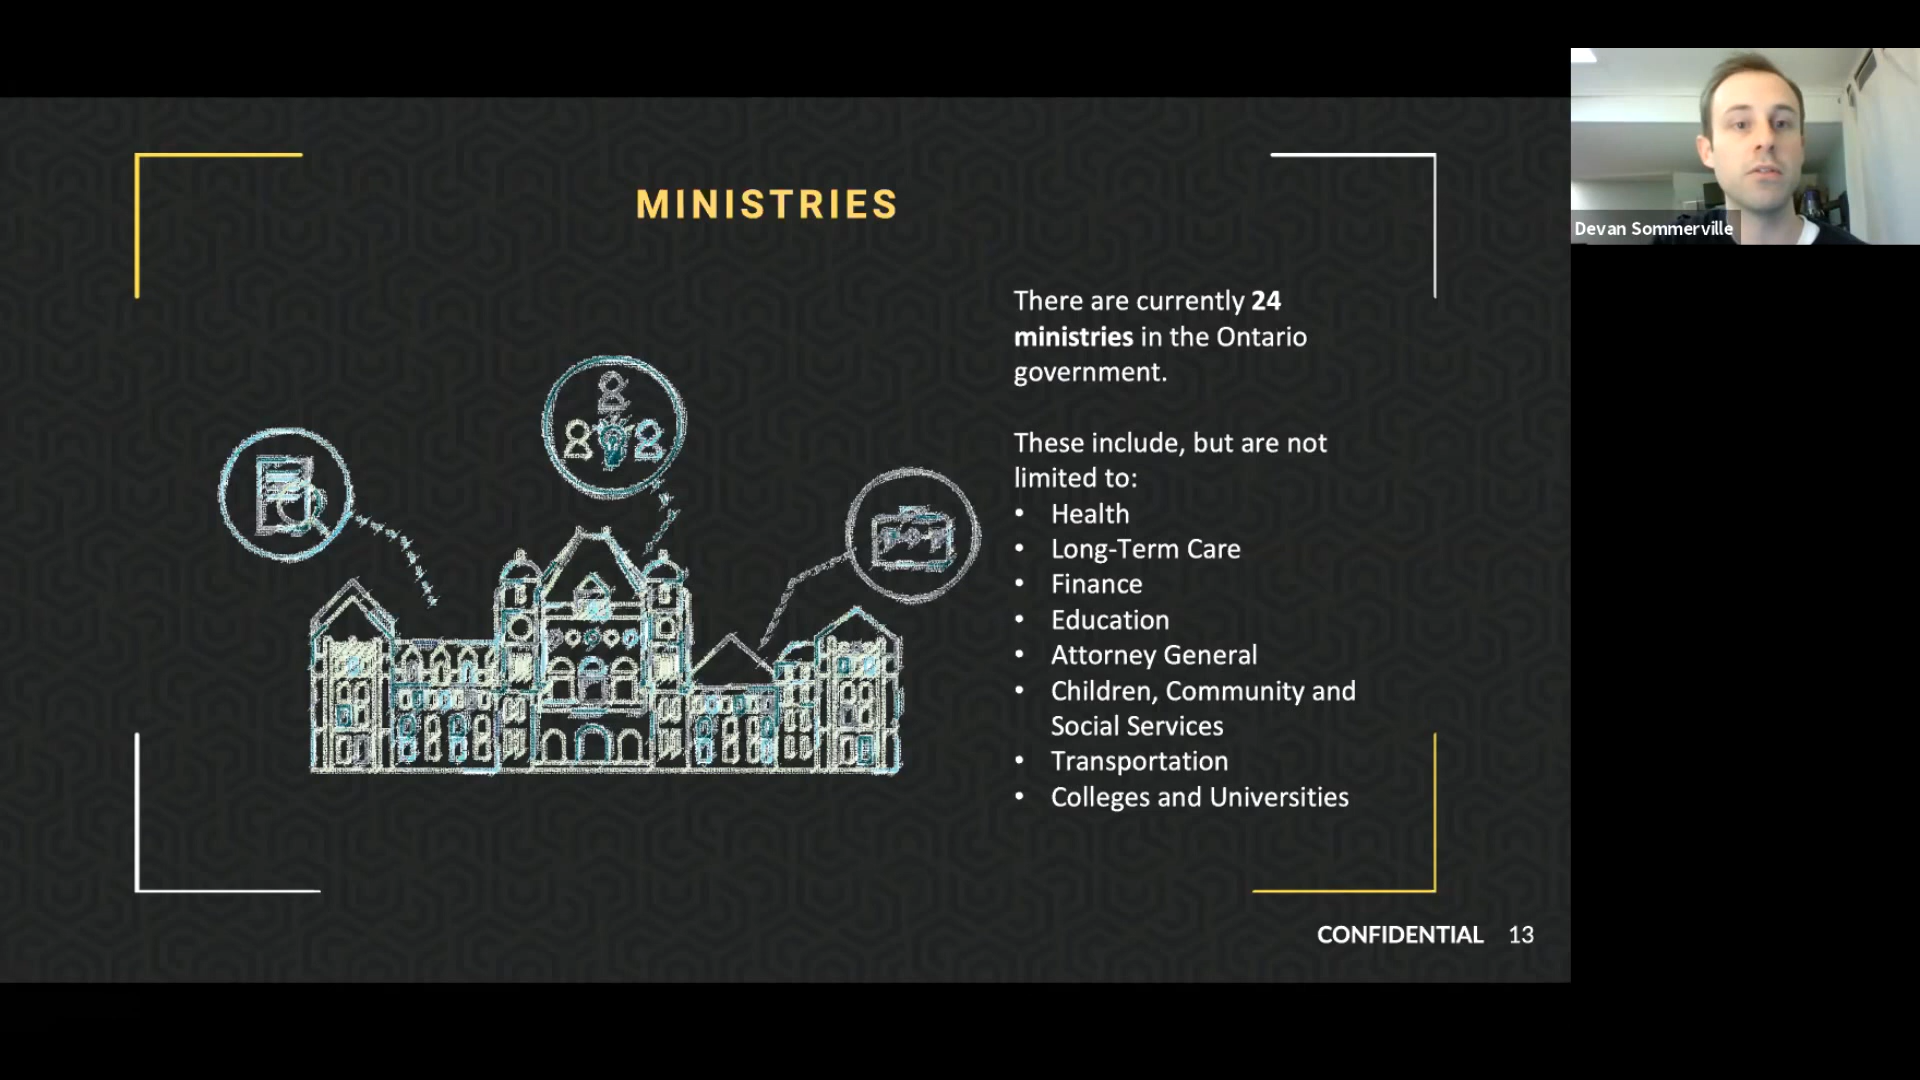 MINISTRIES
There are currently 24
ministries in the Ontario
government.
These include, but are not
limited to:
• Health
• Long-Term Care
• Finance
• Education
• Attorney General
• Children, Community and
Social Services
• Transportation
• Colleges and Universities
CONFIDENTIAL 13
Devan Sommerville